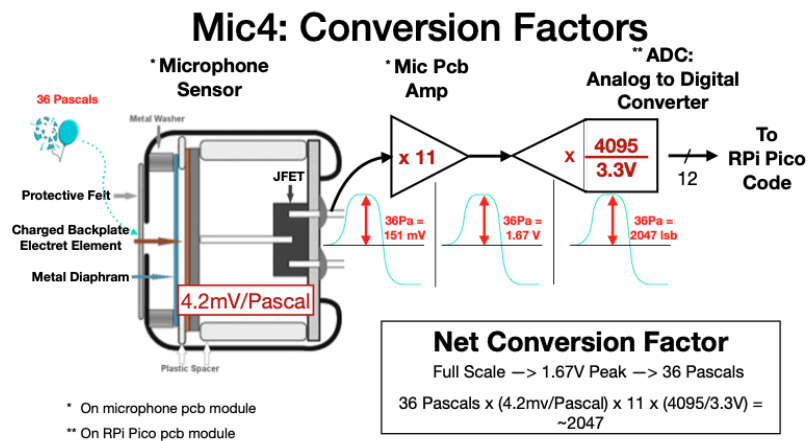 Mic4: Conversion Factors
* Microphone
Sensor
* Mic Pcb
Amp
** ADC:
Analog to Digital
Converter
36 Pascals
Metal Washer
JFET
Protective Felt
Charged Backplate
Electret Element
Metal Diaphram
4.2mV/Pascal
Plastic Spacer
x 11
x 4095
3.3V
12
To
RPi Pico
Code
36Pa =
151 mV
36Pa =
1.67 V
36Pa =
2047 lsb
Net Conversion Factor
Full Scale —> 1.67V Peak —> 36 Pascals
36 Pascals x (4.2mv/Pascal) x 11 x (4095/3.3V) =
~2047
* On microphone pcb module
** On RPi Pico pcb module